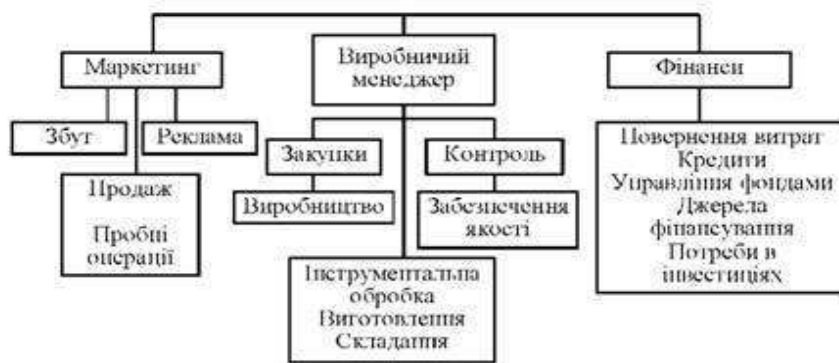 Маркетинг
Виробничий
менеджер
Фінанси
Збут
Реклама
Продаж
Пробні
операції
Закупки
Контроль
Виробництво
Забезпечення
якості
Інструментальна
обробка
Виготовлення
Складання
Повернення витрат
Кредити
Управління фондами
Джерела
фінансування
Потреби в
інвестиціях